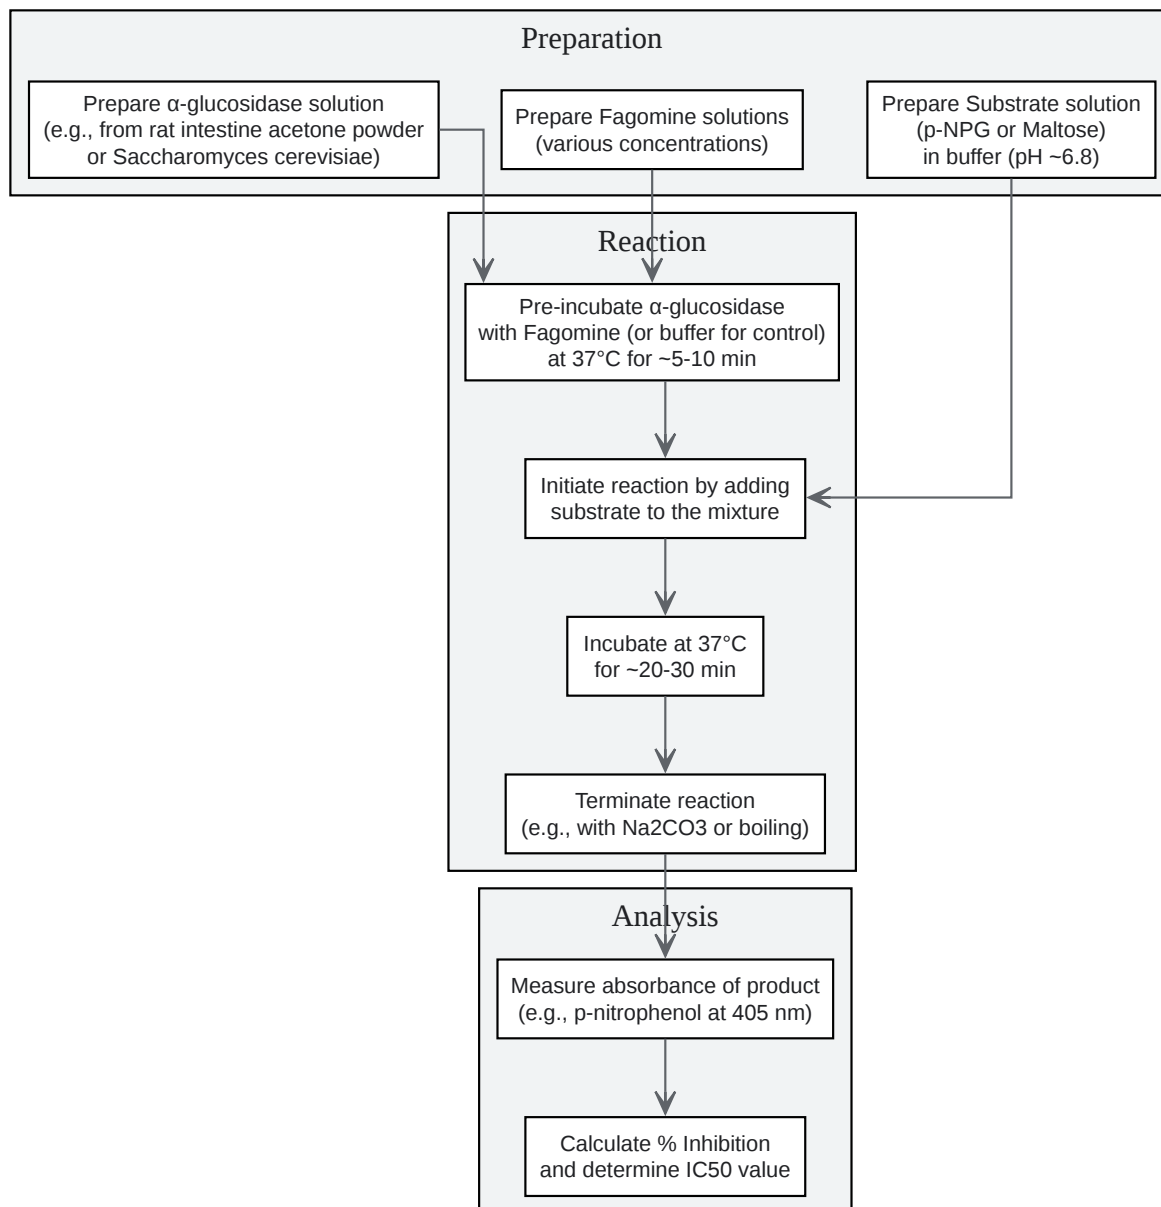 Preparation
Prepare α-glucosidase solution
(e.g., from rat intestine acetone powder
or Saccharomyces cerevisiae)
Prepare Fagomine solutions
(various concentrations)
Prepare Substrate solution
(p-NPG or Maltose)
in buffer (pH ~6.8)
Reaction
Pre-incubate α-glucosidase
with Fagomine (or buffer for control)
at 37°C for ~5-10 min
Initiate reaction by adding
substrate to the mixture
Incubate at 37°C
for ~20-30 min
Terminate reaction
(e.g., with Na2CO3 or boiling)
Analysis
Measure absorbance of product
(e.g., p-nitrophenol at 405 nm)
Calculate % Inhibition
and determine IC50 value